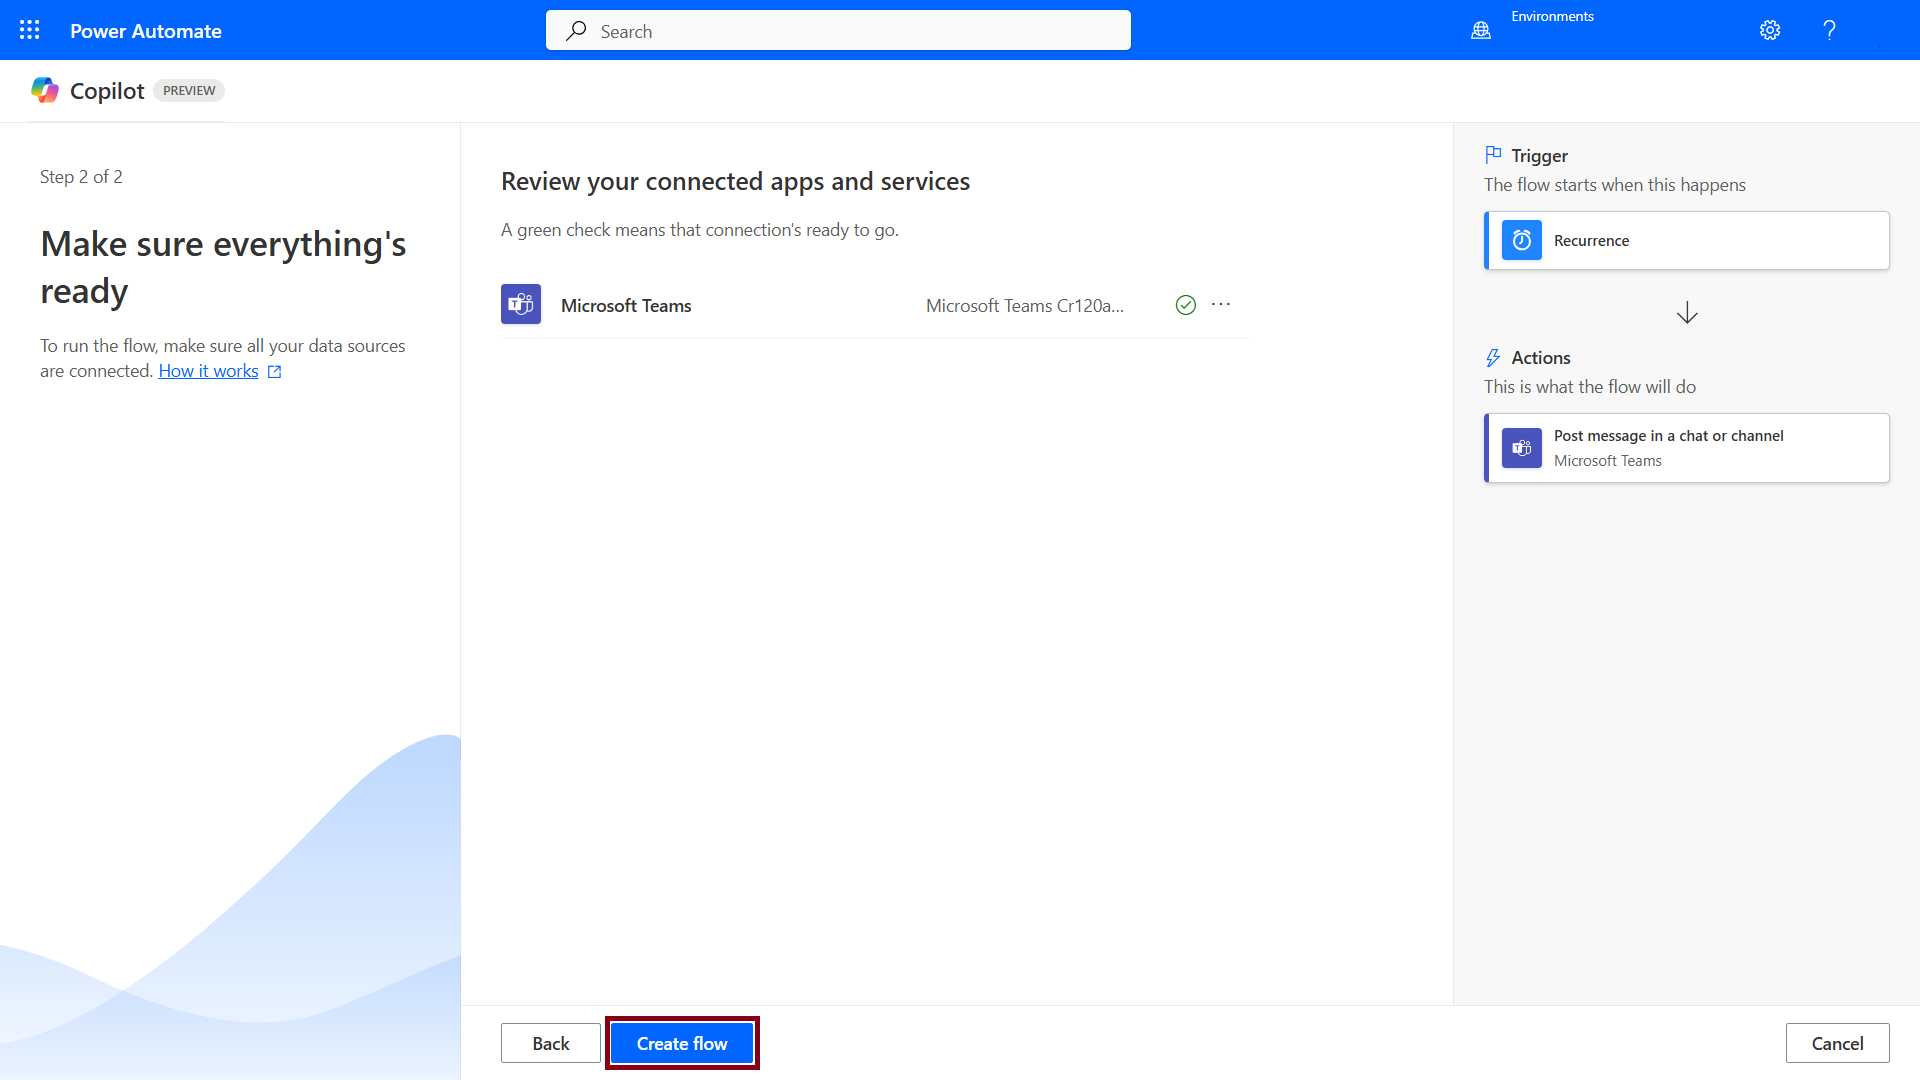 Power Automate
Search
Environments
Copilot PREVIEW
Step 2 of 2
Make sure everything's
ready
To run the flow, make sure all your data sources
are connected. How it works
Review your connected apps and services
A green check means that connection's ready to go.
Microsoft Teams Microsoft Teams Cr120a...
Trigger
The flow starts when this happens
Recurrence
Actions
This is what the flow will do
Post message in a chat or channel
Microsoft Teams
Back Create flow Cancel